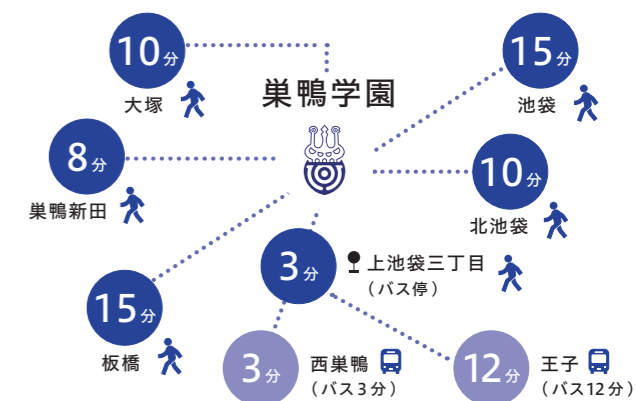 10分
大塚
巣鴨学園
15分
池袋
8分
巣鴨新田
10分
北池袋
3分
上池袋三丁目
（バス停）
15分
板橋
3分
西巣鴨
（バス3分）
12分
王子
（バス12分）